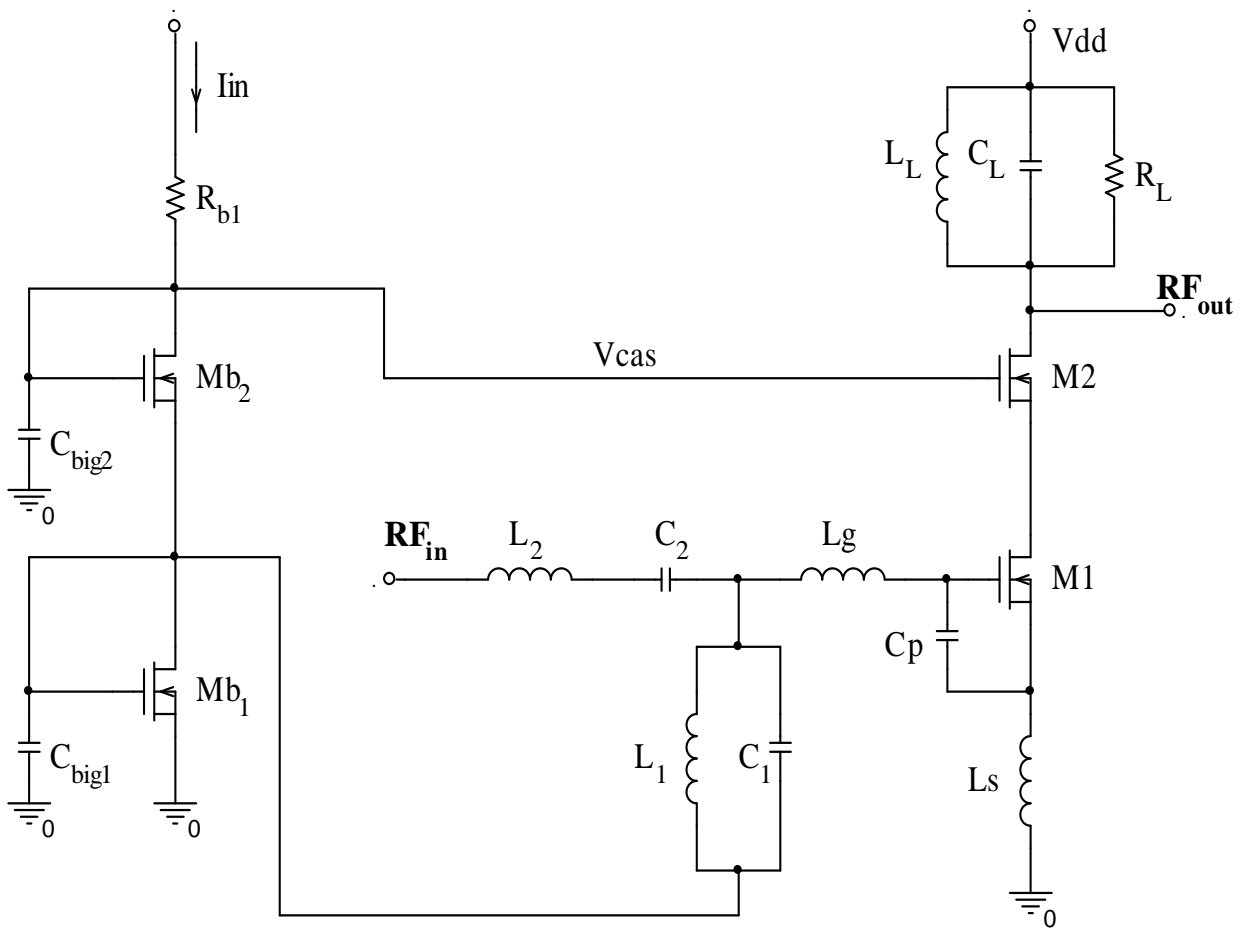 Vdd
Iin
L_L
C_L
R_L
R_b1
RF_out
Vcas
Mb_2
M2
C_big2
0
RF_in
L_2
C_2
Lg
M1
Cp
Mb_1
C_big1
L_1
C_1
Ls
0
0
0